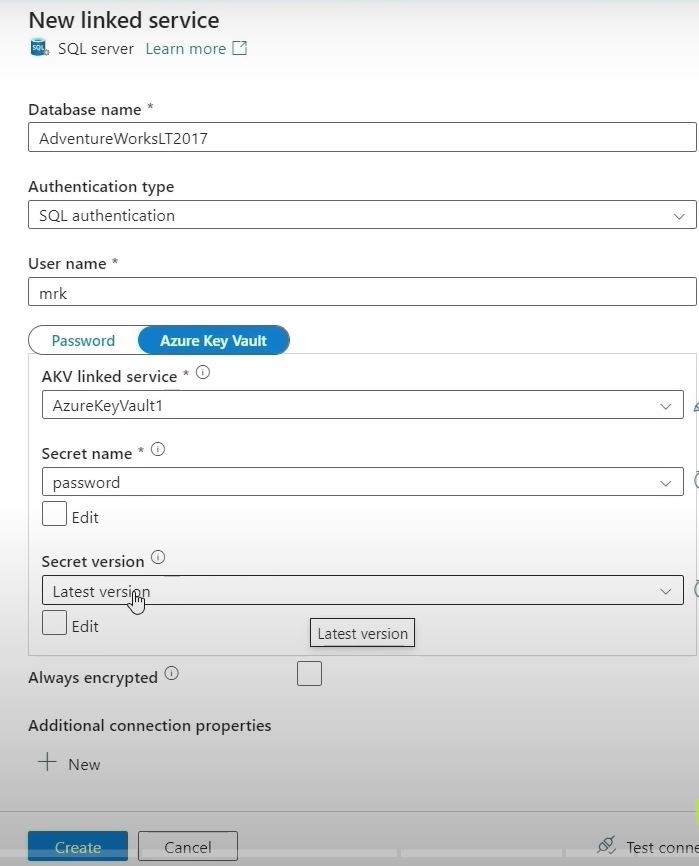 New linked service
SQL server Learn more
Database name *
AdventureWorksLT2017
Authentication type
SQL authentication
User name *
mrk
Password Azure Key Vault
AKV linked service *
AzureKeyVault1
Secret name *
password
Edit
Secret version
Latest version
Edit
Latest version
Always encrypted
Additional connection properties
New
Create Cancel Test conne